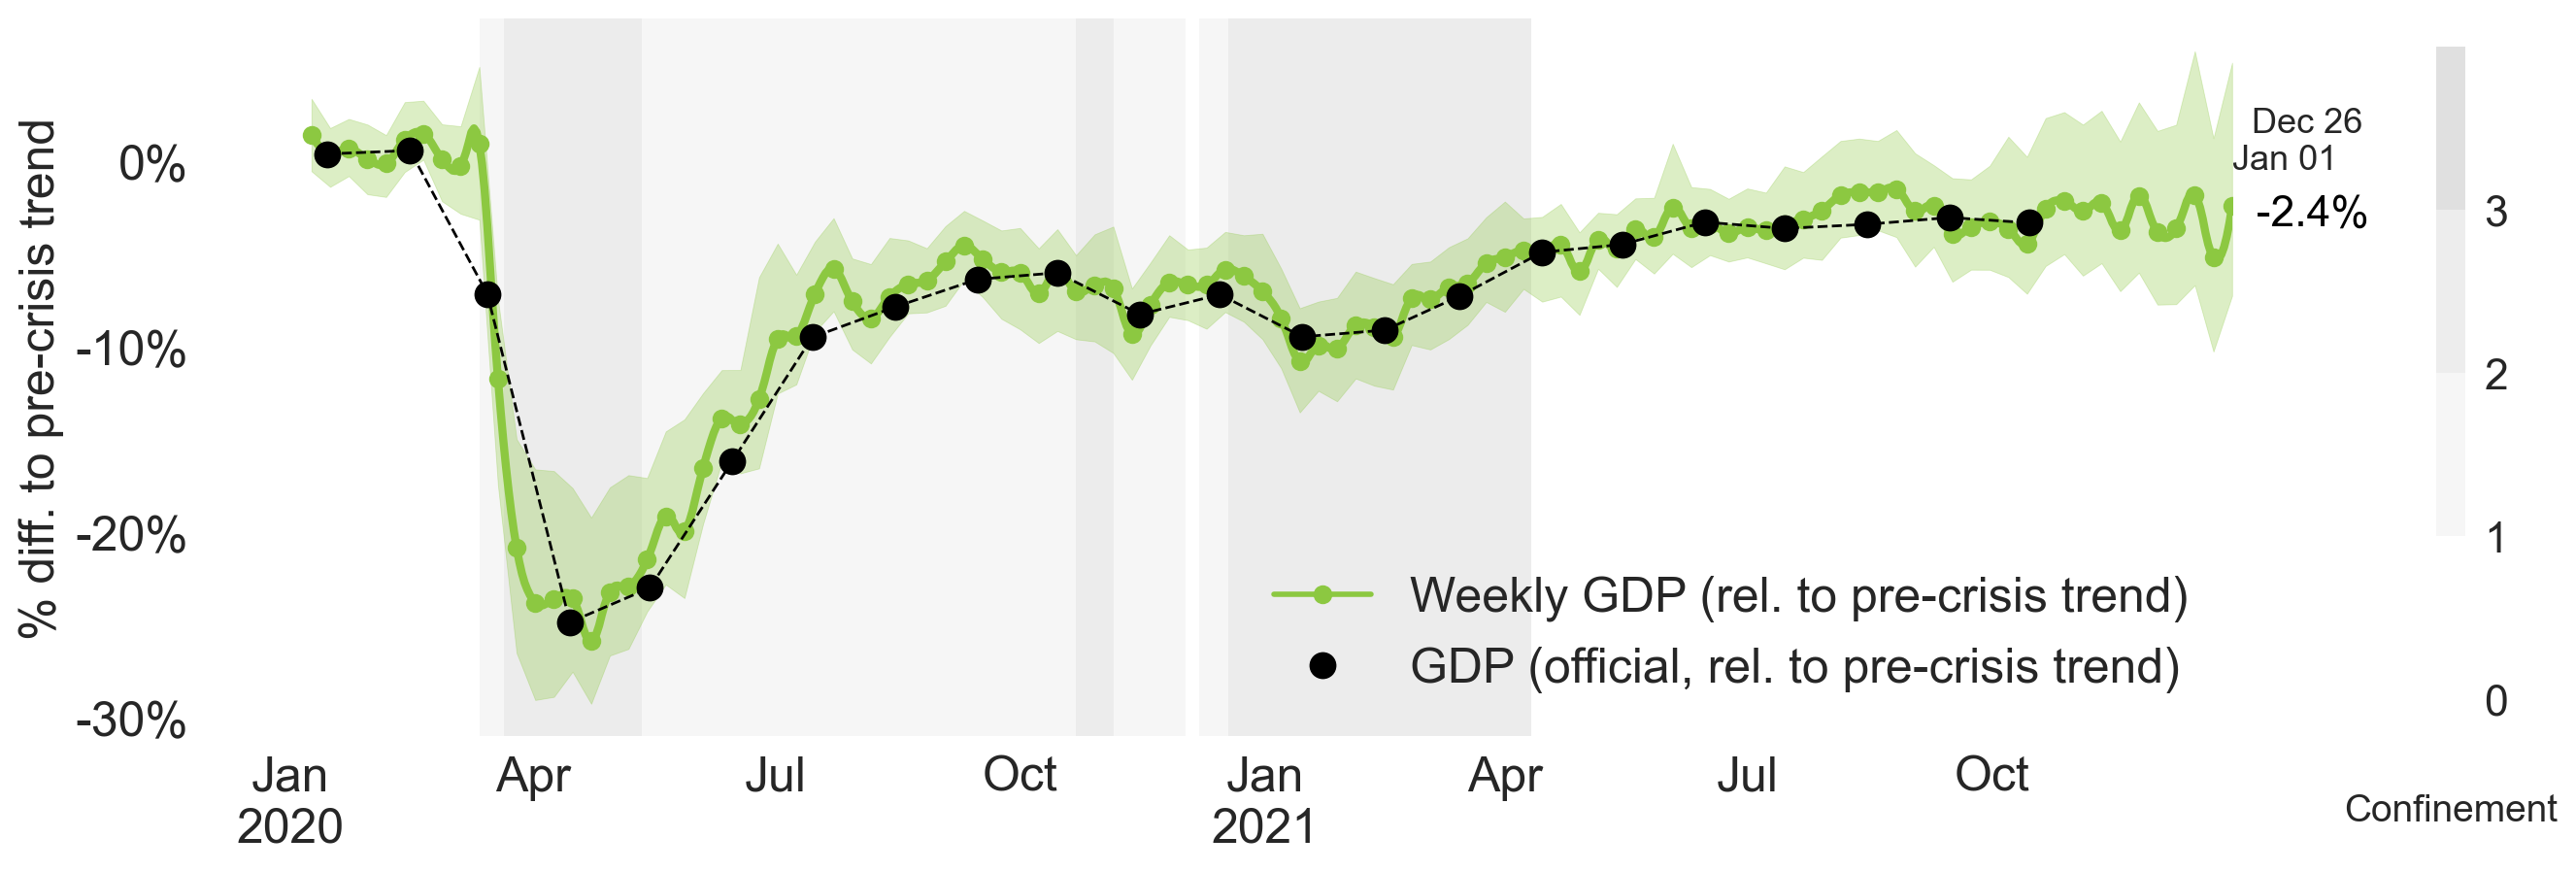 % diff. to pre-crisis trend
0%
-10%
-20%
-30%
Jan
2020
Apr
Jul
Oct
Jan
2021
Apr
Jul
Oct
Weekly GDP (rel. to pre-crisis trend)
GDP (official, rel. to pre-crisis trend)
Dec 26
Jan 01
-2.4%
3
2
1
0
Confinement